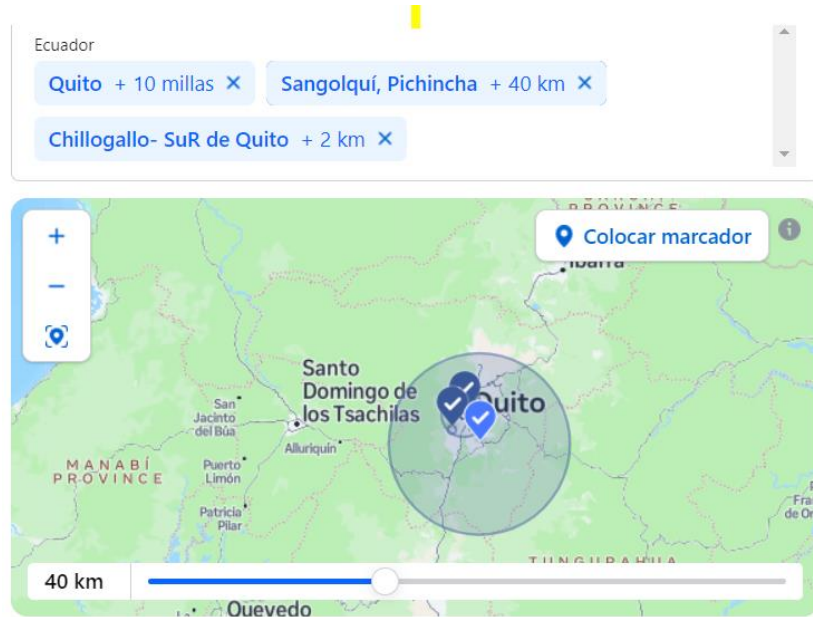 Ecuador
Quito + 10 millas ×
Sangolquí, Pichincha + 40 km ×
Chillogallo- SuR de Quito + 2 km ×
PROVINCE
+
Colocar marcador
i
Ibarra
−
Santo
Domingo de
los Tsachilas
Quito
San
Jacinto
del Búa
Alluriquín
MANABÍ
PROVINCE
Puerto
Limón
Patricia
Pilar
TUNGURAHUA
40 km
Quevedo